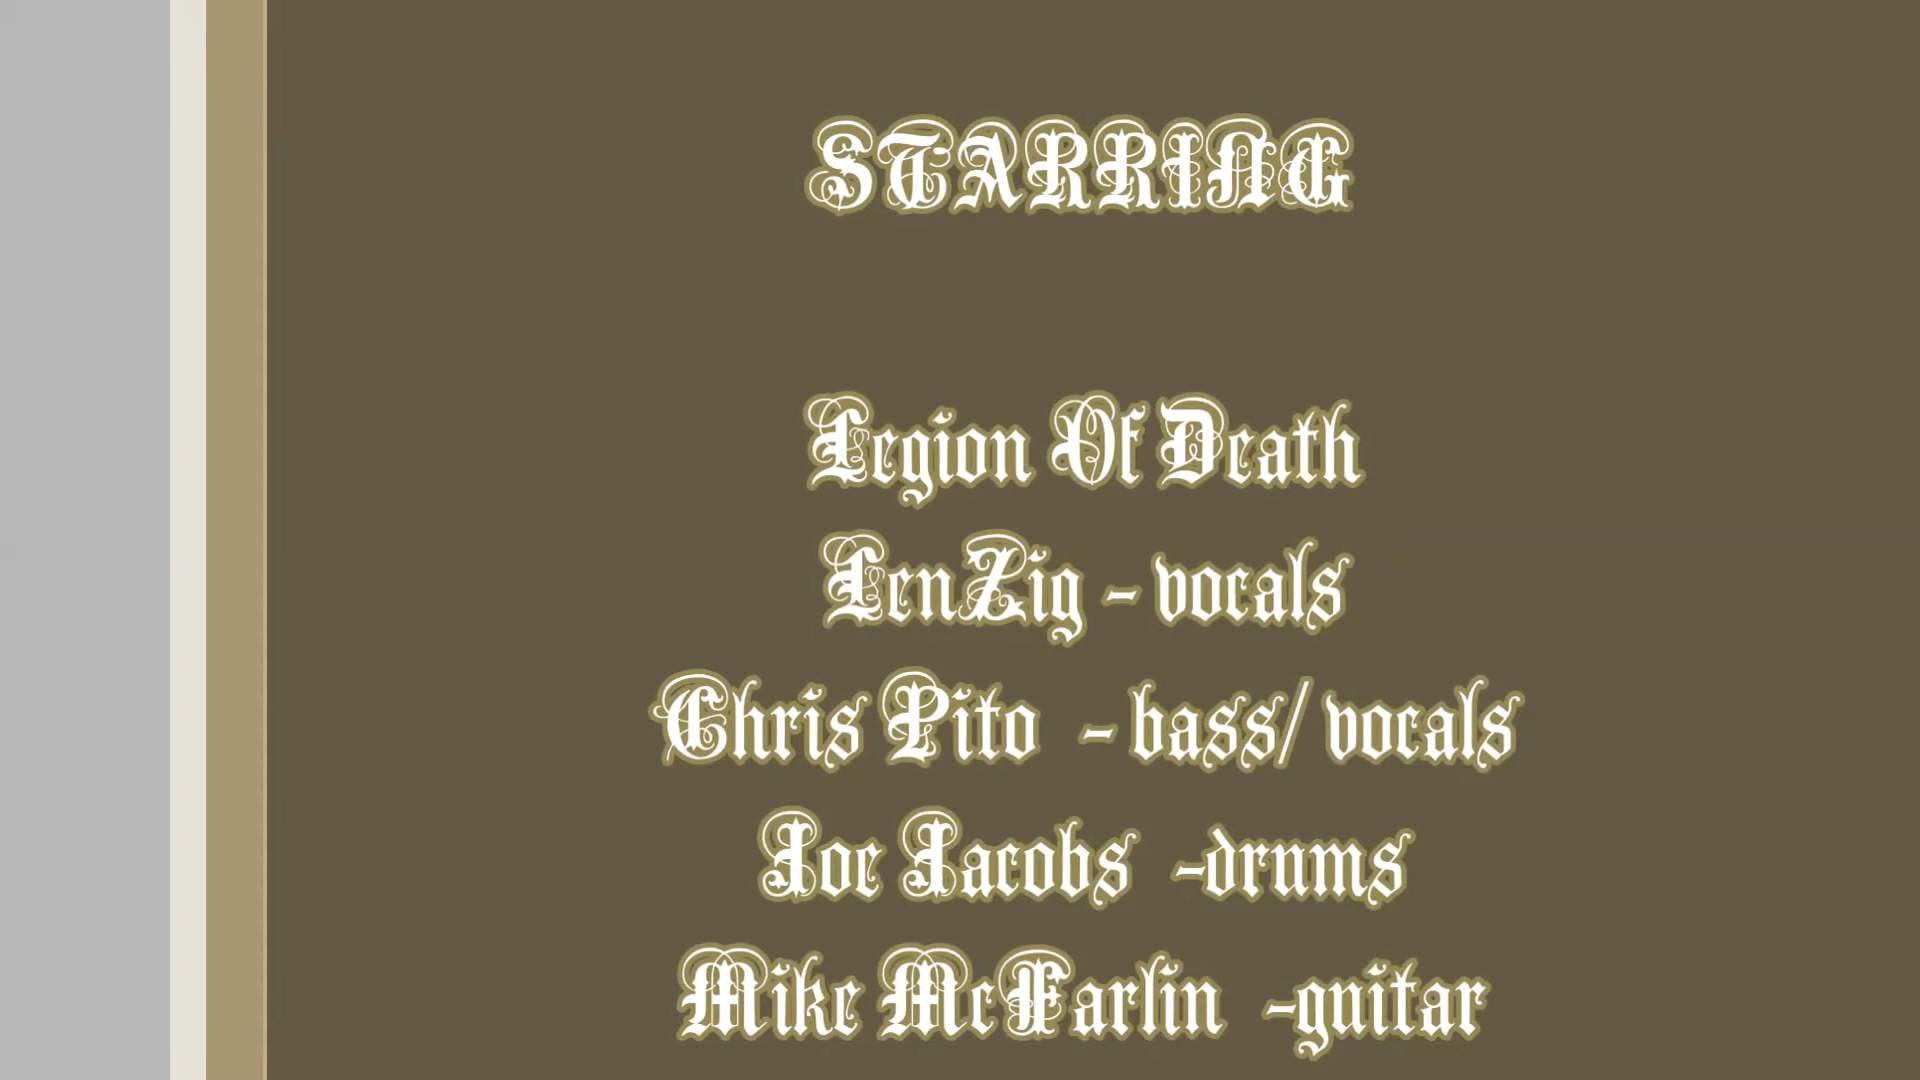 STARRING
Legion Of Death
LenZig - vocals
Chris Pito - bass/ vocals
Joe Jacobs -drums
Mike McFarlin -guitar